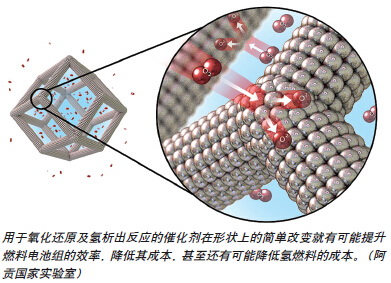 用于氧化还原及氢析出反应的催化剂在形状上的简单改变就有可能提升
燃料电池组的效率，降低其成本，甚至还有可能降低氢燃料的成本。（阿
贡国家实验室）